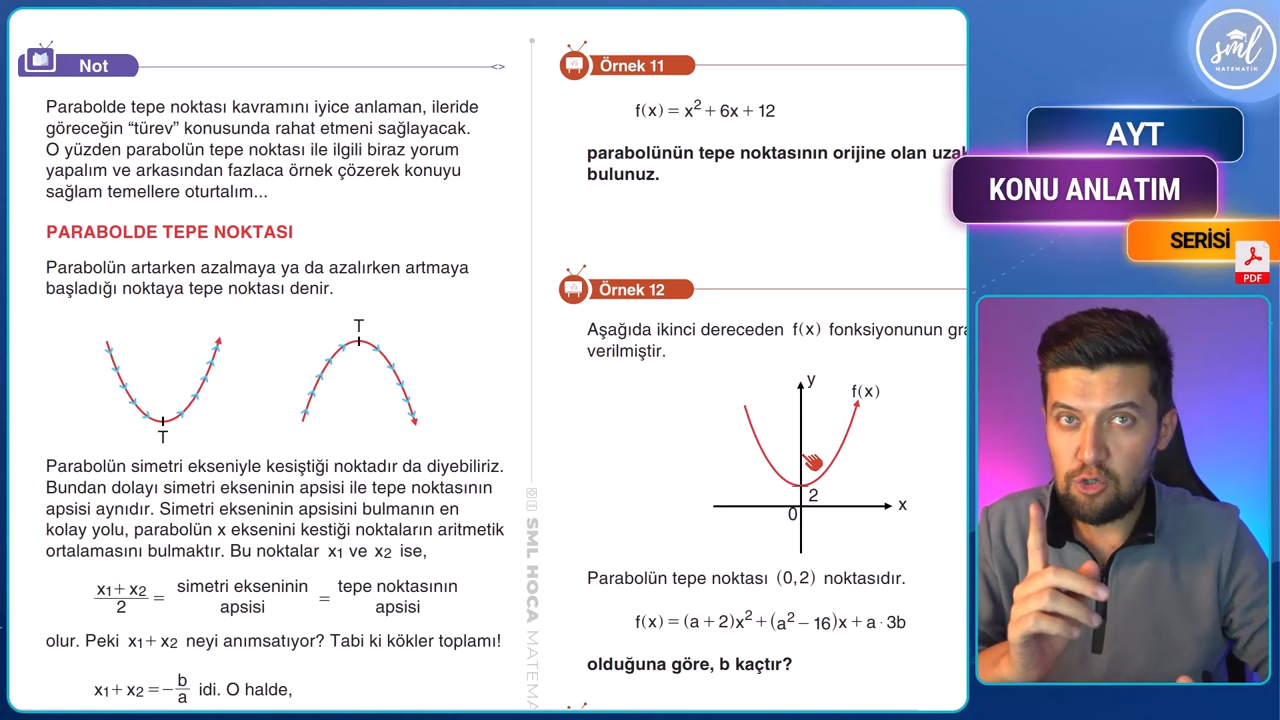 Not
Parabolde tepe noktası kavramını iyice anlaman, ileride
göreceğin “türev” konusunda rahat etmeni sağlayacak.
O yüzden parabolün tepe noktası ile ilgili biraz yorum
yapalım ve arkasından fazlaca örnek çözerek konuyu
sağlam temellere oturtalım...
PARABOLDE TEPE NOKTASI
Parabolün artarken azalmaya ya da azalırken artmaya
başladığı noktaya tepe noktası denir.
T
T
Parabolün simetri ekseniyle kesiştiği noktadır da diyebiliriz.
Bundan dolayı simetri ekseninin apsisi ile tepe noktasının
apsisi aynıdır. Simetri ekseninin apsisini bulmanın en
kolay yolu, parabolün x eksenini kestiği noktaların aritmetik
ortalamasını bulmaktır. Bu noktalar x1 ve x2 ise,
x1 + x2 / 2 = simetri ekseninin apsisi = tepe noktasının apsisi
olur. Peki x1 + x2 neyi anımsatıyor? Tabi ki kökler toplamı!
x1 + x2 = - b/a idi. O halde,
SML HOCA MATEMA
Örnek 11
f(x) = x² + 6x + 12
parabolünün tepe noktasının orijine olan
bulunuz.
Örnek 12
Aşağıda ikinci dereceden f(x) fonksiyonunun
verilmiştir.
y
f(x)
2
x
0
Parabolün tepe noktası (0,2) noktasıdır.
f(x) = (a + 2)x² + (a² – 16)x + a · 3b
olduğuna göre, b kaçtır?
sml
MATEMATİK
AYT
KONU ANLATIM
SERİSİ
PDF